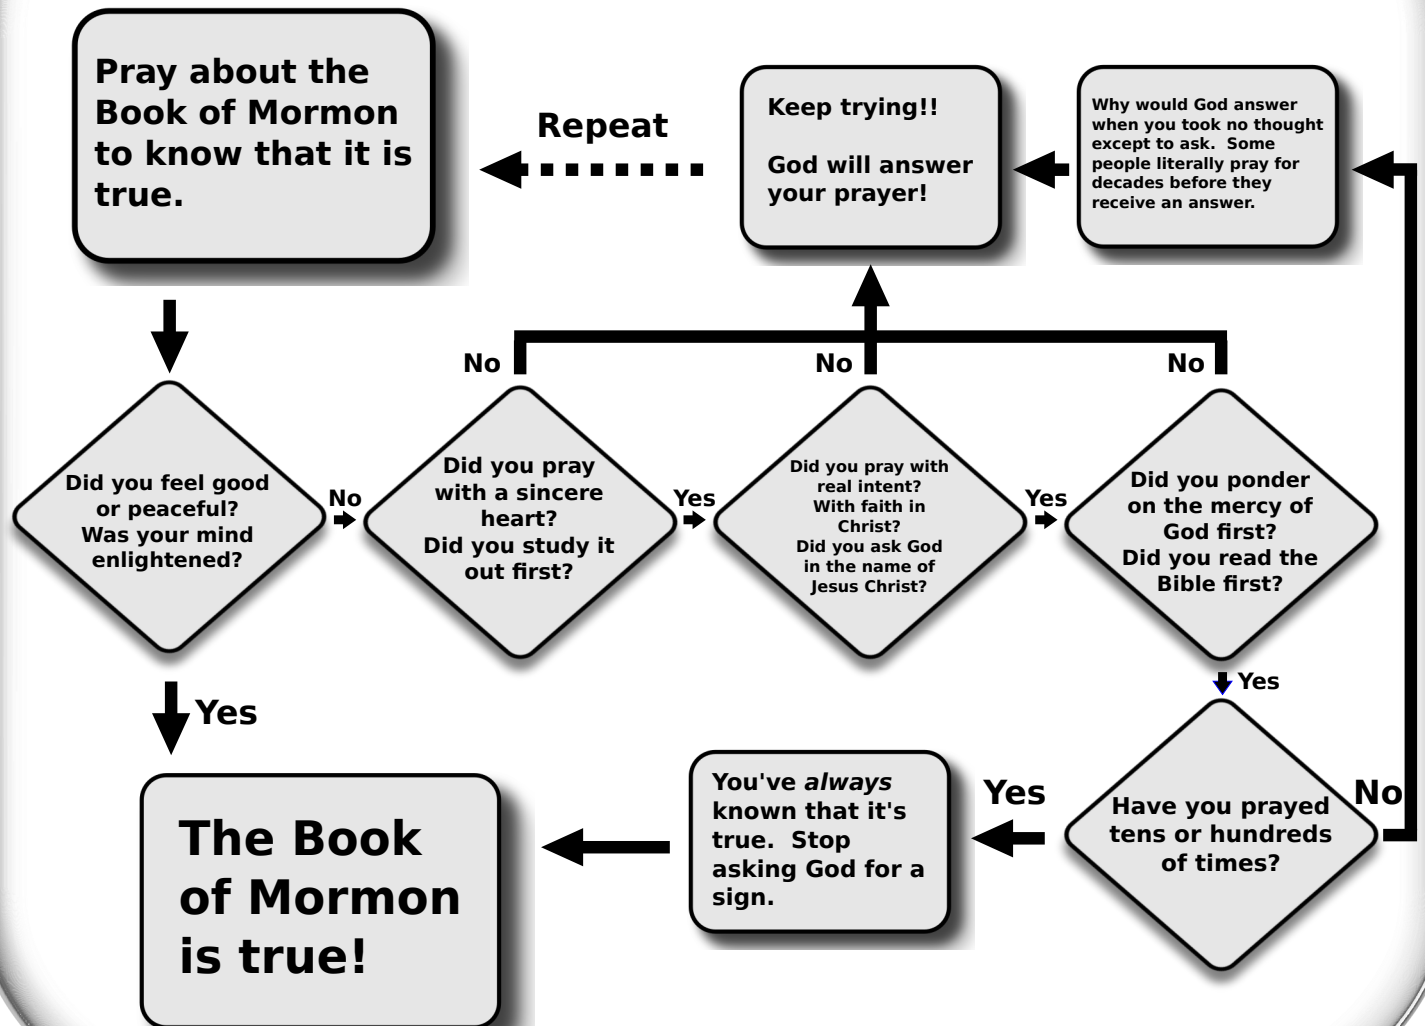 Pray about the
Book of Mormon
to know that it is
true.
Repeat
Keep trying!!
God will answer
your prayer!
Why would God answer
when you took no thought
except to ask.  Some
people literally pray for
decades before they
receive an answer.
No
No
No
Did you feel good
or peaceful?
Was your mind
enlightened?
No
Did you pray
with a sincere
heart?
Did you study it
out first?
Yes
Did you pray with
real intent?
With faith in
Christ?
Did you ask God
in the name of
Jesus Christ?
Yes
Did you ponder
on the mercy of
God first?
Did you read the
Bible first?
Yes
Yes
The Book
of Mormon
is true!
You've always
known that it's
true.  Stop
asking God for a
sign.
Yes
Have you prayed
tens or hundreds
of times?
No